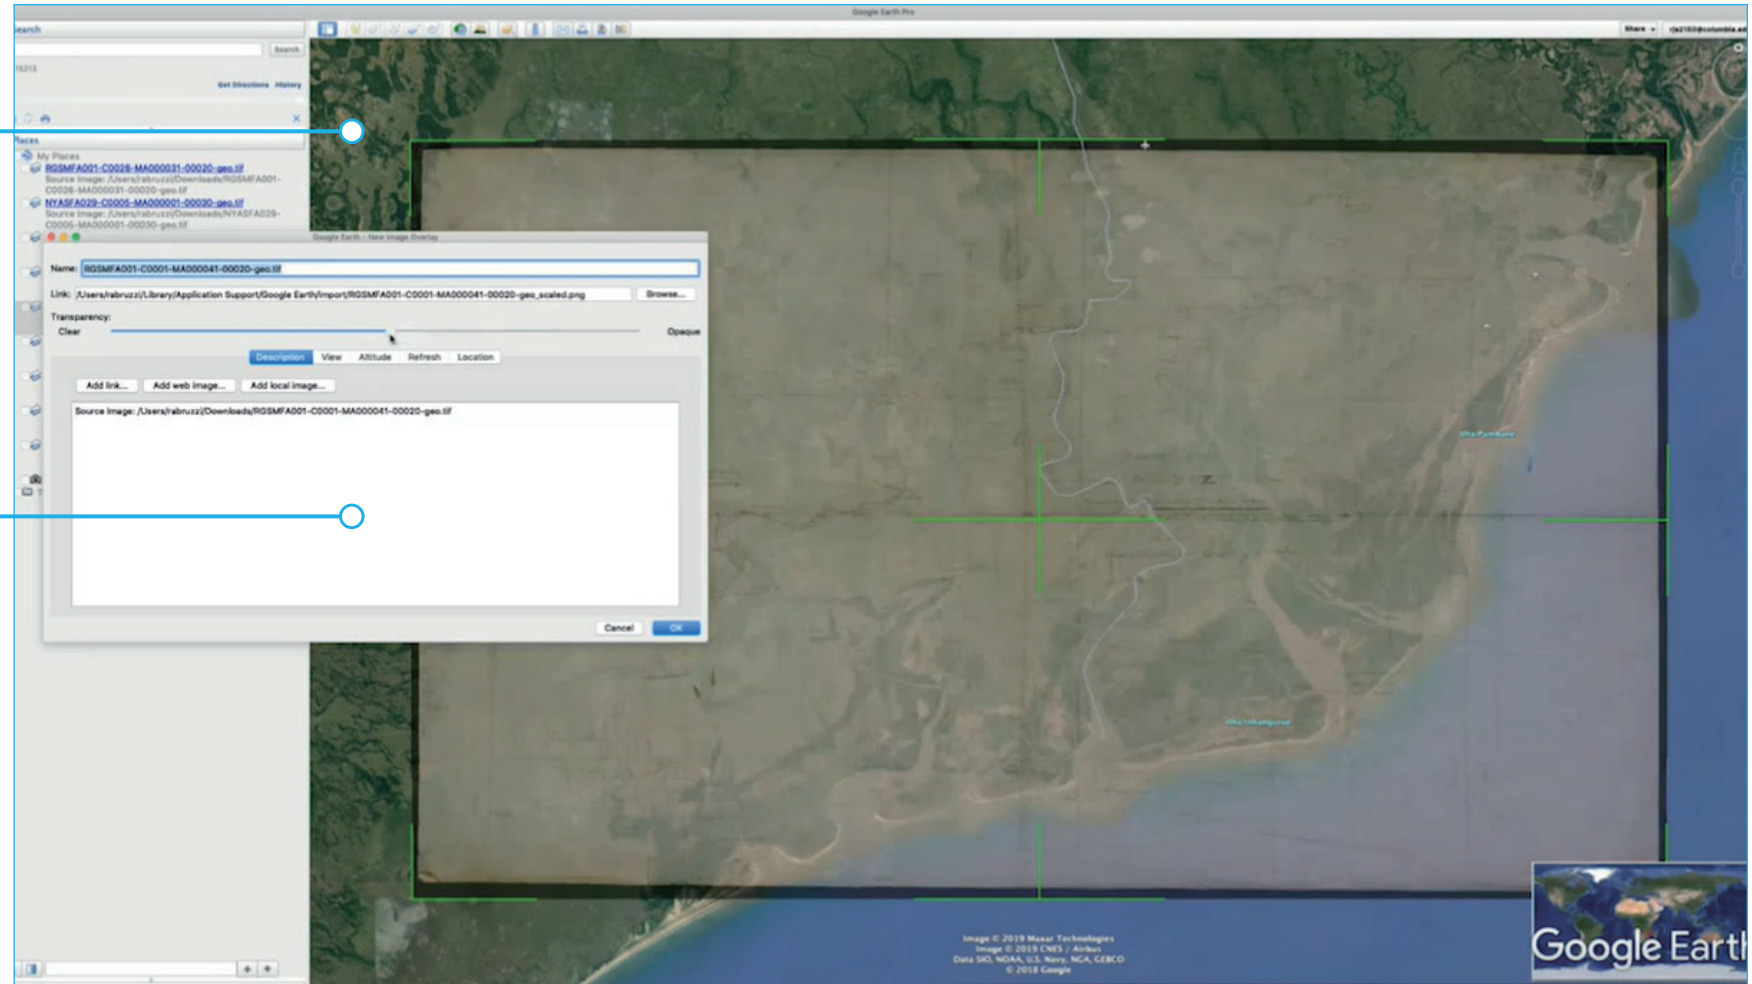 Google Earth Pro
Search
Search
Get Directions History
Places
My Places
RGSMFA001-C0026-MA000031-00020-geo.tif
Source Image: /Users/rabruzzi/Downloads/RGSMFA001-
C0026-MA000031-00020-geo.tif
NYASFA029-C0005-MA000001-00030-geo.tif
Source Image: /Users/rabruzzi/Downloads/NYASFA029-
C0005-MA000001-00030-geo.tif
Share
Google Earth - New Image Overlay
Name: RGSMFA001-C0001-MA000041-00020-geo.tif
Link: /Users/rabruzzi/Library/Application Support/Google Earth/import/RGSMFA001-C0001-MA000041-00020-geo_scaled.png Browse...
Transparency:
Clear Opaque
Description View Altitude Refresh Location
Add link... Add web image... Add local image...
Source Image: /Users/rabruzzi/Downloads/RGSMFA001-C0001-MA000041-00020-geo.tif
Cancel OK
Image © 2019 Maxar Technologies
Image © 2019 CNES / Airbus
Data SIO, NOAA, U.S. Navy, NGA, GEBCO
© 2018 Google
Google Earth